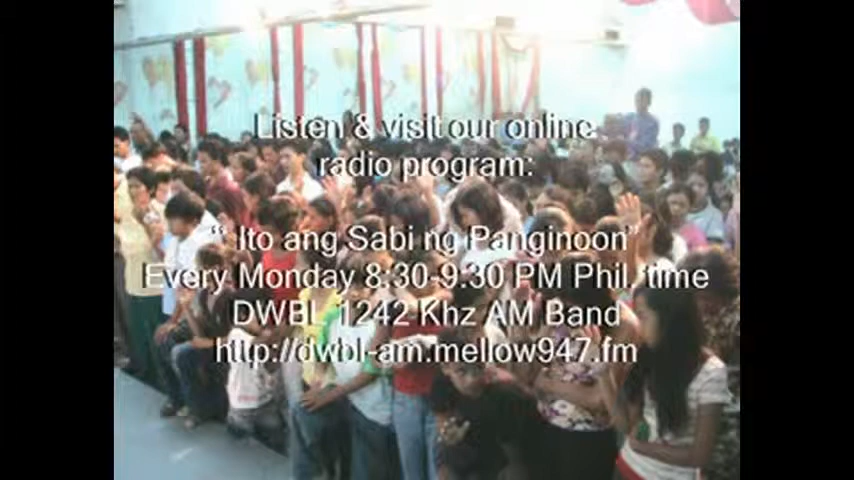 Listen & visit our online
radio program:
“ Ito ang Sabi ng Panginoon”
Every Monday 8:30-9:30 PM Phil. time
DWBL 1242 Khz AM Band
http://dwbl-am.mellow947.fm